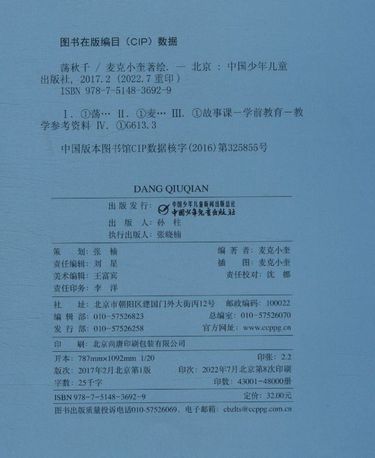 图书在版编目（CIP）数据
荡秋千 / 麦克小奎著绘. — 北京：中国少年儿童
出版社，2017.2（2022.7重印）
ISBN 978-7-5148-3692-9
Ⅰ. ①荡… Ⅱ. ①麦… Ⅲ. ①故事课－学前教育－教
学参考资料 Ⅳ. ①G613.3
中国版本图书馆CIP数据核字(2016)第325855号
DANG QIUQIAN
出版发行： 中国少年儿童新闻出版总社
中国少年儿童出版社
出 版 人：孙 柱
执行出版人：张晓楠
策 划：张 楠 编 著 者：麦克小奎
责任编辑：刘 星 插 图：麦克小奎
美术编辑：王富宾 责任校对：沈 娜
责任印务：李 洋
社 址：北京市朝阳区建国门外大街丙12号 邮政编码：100022
编 辑 部：010-57526823 总编室：010-57526070
发 行 部：010-57526258 官方网址：www.ccppg.cn
印 刷：北京尚唐印刷包装有限公司
开本：787mm×1092mm 1/20 印张：2.2
版次：2017年2月北京第1版 印次：2022年7月北京第8次印刷
字数：25千字 印数：43001-48000册
ISBN 978-7-5148-3692-9 定价：32.00元
图书出版质量投诉电话010-57526069，电子邮箱：cbzlts@ccppg.com.cn